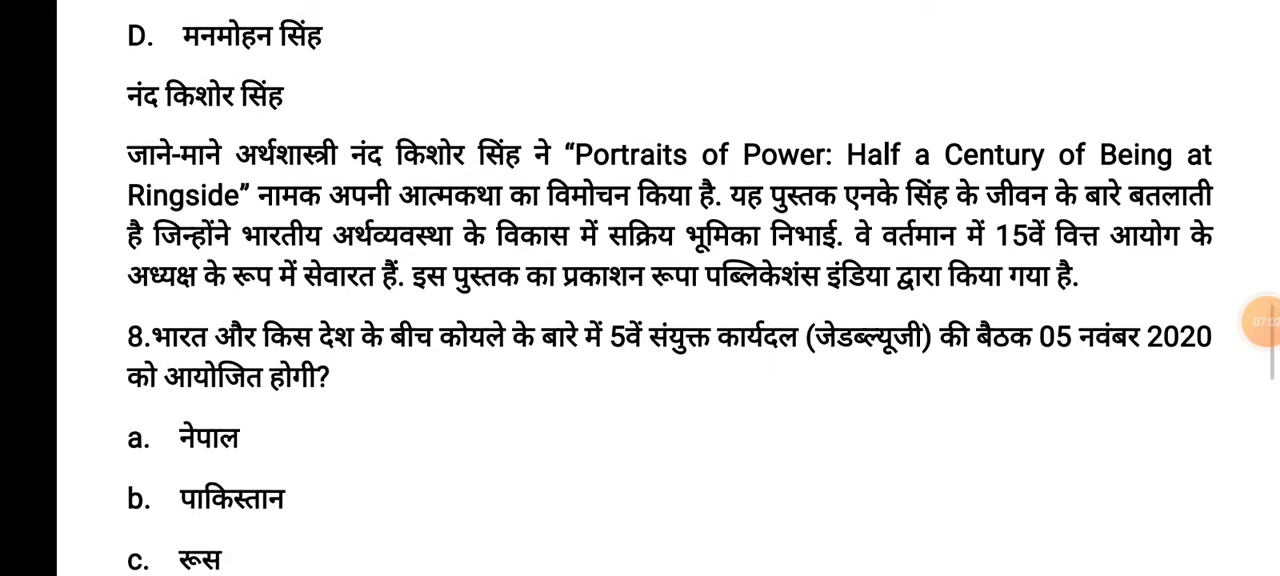 D. मनमोहन सिंह
नंद किशोर सिंह
जाने-माने अर्थशास्त्री नंद किशोर सिंह ने “Portraits of Power: Half a Century of Being at
Ringside” नामक अपनी आत्मकथा का विमोचन किया है. यह पुस्तक एनके सिंह के जीवन के बारे बतलाती
है जिन्होंने भारतीय अर्थव्यवस्था के विकास में सक्रिय भूमिका निभाई. वे वर्तमान में 15वें वित्त आयोग के
अध्यक्ष के रूप में सेवारत हैं. इस पुस्तक का प्रकाशन रूपा पब्लिकेशंस इंडिया द्वारा किया गया है.
8.भारत और किस देश के बीच कोयले के बारे में 5वें संयुक्त कार्यदल (जेडब्ल्यूजी) की बैठक 05 नवंबर 2020
को आयोजित होगी?
a. नेपाल
b. पाकिस्तान
c. रूस
07:02